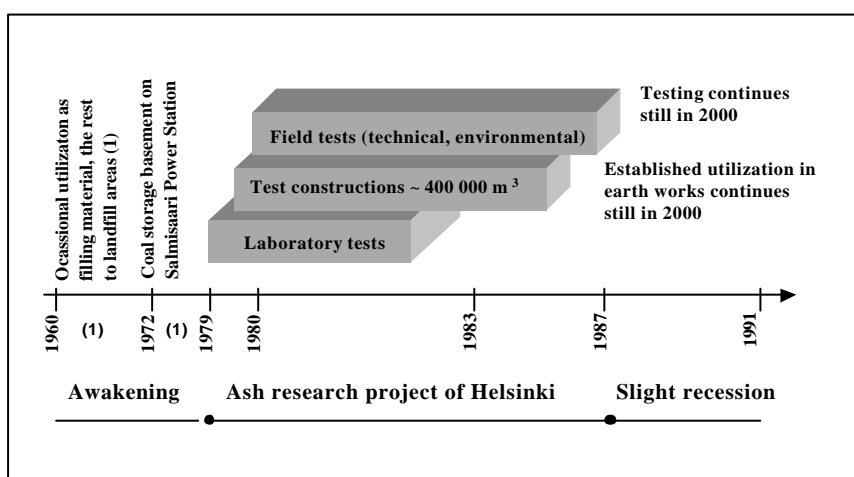 Ocassional utilizaton as
filling material, the rest
to landfill areas (1)
Coal storage basement on
Salmisaari Power Station
Field tests (technical, environmental)
Test constructions ~ 400 000 m 3
Laboratory tests
Testing continues
still in 2000
Established utilization in
earth works continues
still in 2000
1960
(1)
1972
(1)
1979
1980
1983
1987
1991
Awakening
Ash research project of Helsinki
Slight recession